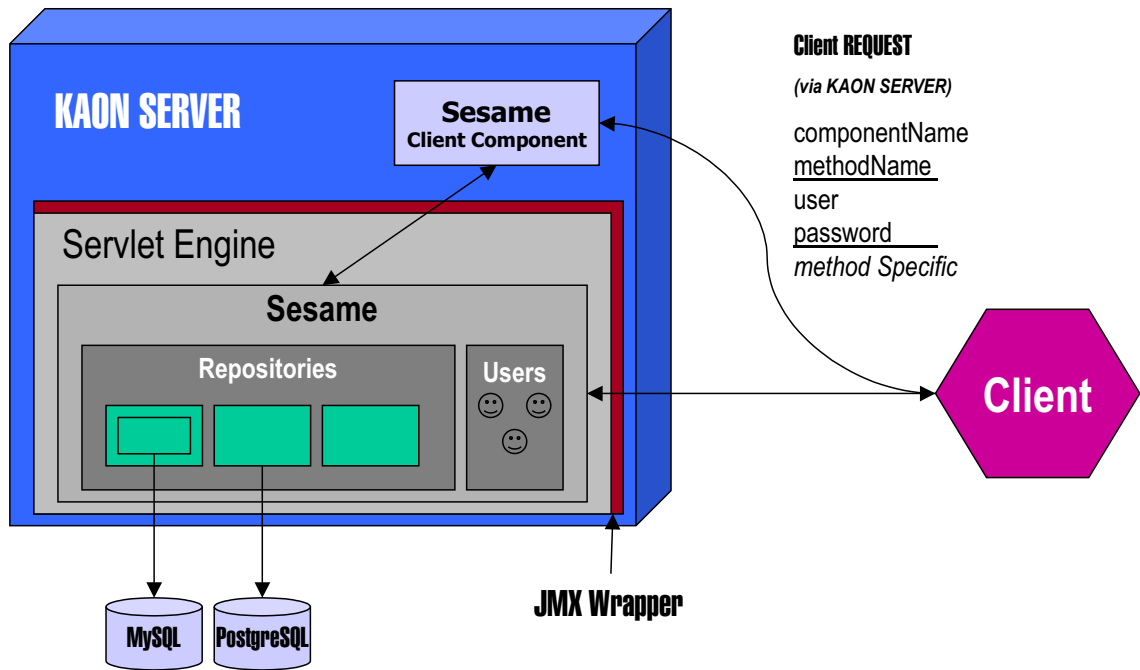 KAON SERVER
Sesame
Client Component
Servlet Engine
Sesame
Repositories
Users
MySQL
PostgreSQL
JMX Wrapper
Client REQUEST
(via KAON SERVER)
componentName
methodName
user
password
method Specific
Client